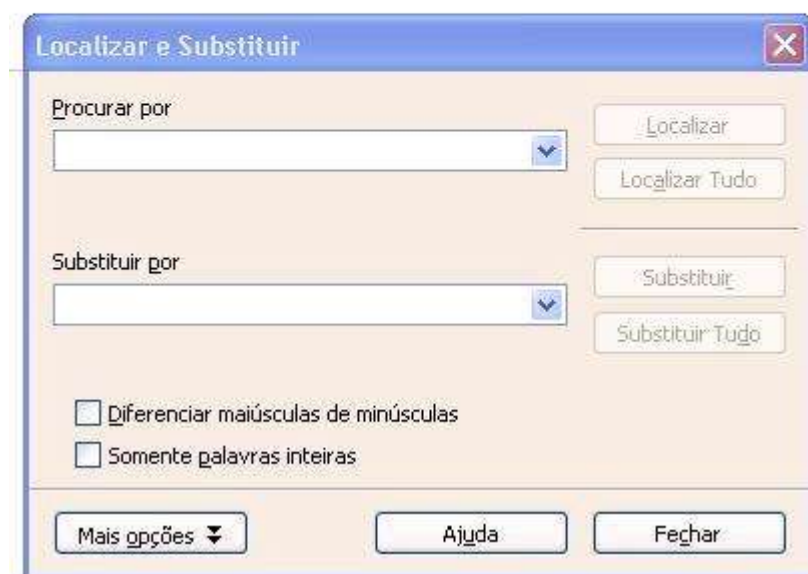 Localizar e Substituir
Procurar por
Localizar
Localizar Tudo
Substituir por
Substituir
Substituir Tudo
Diferenciar maiúsculas de minúsculas
Somente palavras inteiras
Mais opções
Ajuda
Fechar